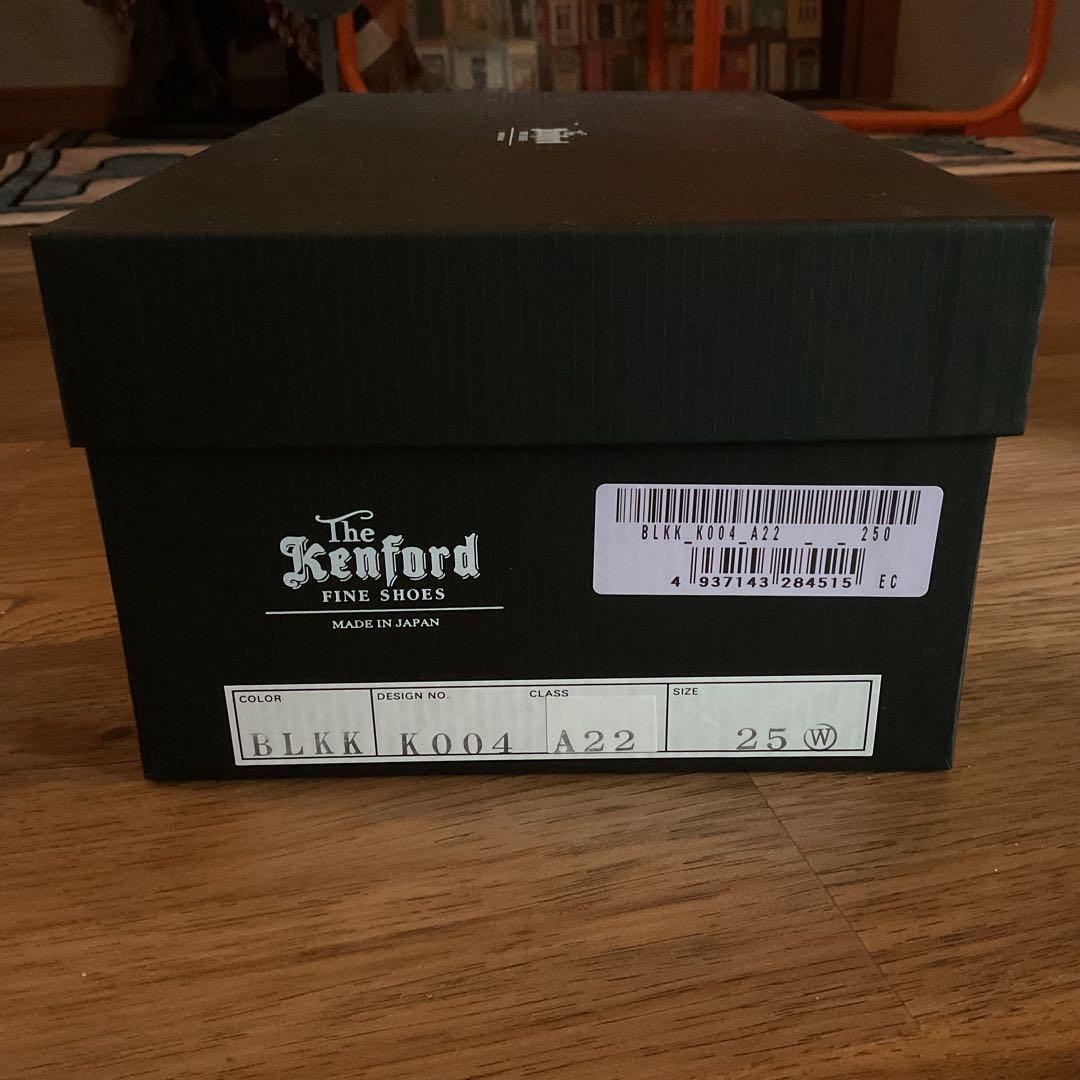 The
Kenford
FINE SHOES
MADE IN JAPAN
BLKK_K004_A22 _ _ 250
4 937143 284515 EC
COLOR DESIGN NO. CLASS SIZE
BLKK K004 A22 25 Ⓦ